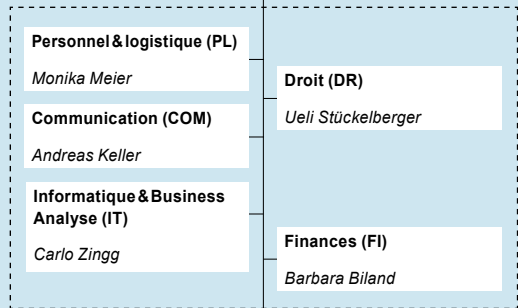 Personnel & logistique (PL)
Monika Meier
Communication (COM)
Andreas Keller
Informatique & Business
Analyse (IT)
Carlo Zingg
Droit (DR)
Ueli Stückelberger
Finances (FI)
Barbara Biland